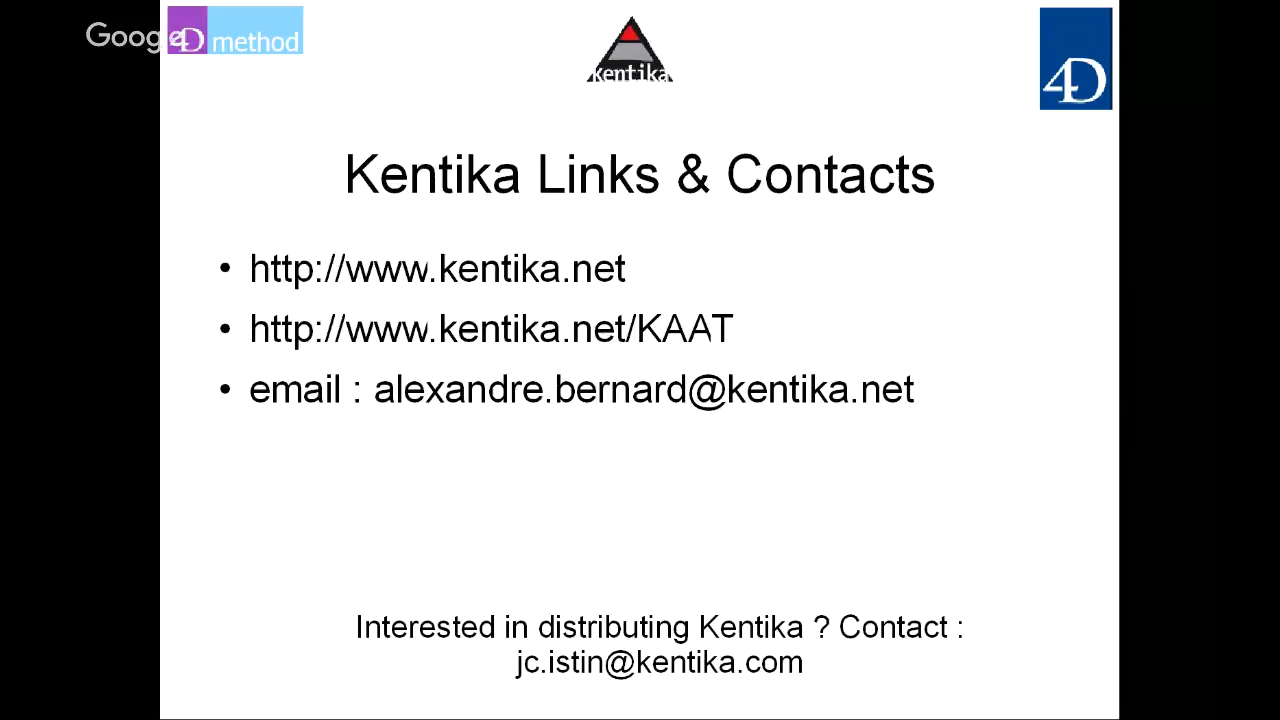 Google
4D method
kentika
4D
Kentika Links & Contacts
• http://www.kentika.net
• http://www.kentika.net/KAAT
• email : alexandre.bernard@kentika.net
Interested in distributing Kentika ? Contact :
jc.istin@kentika.com